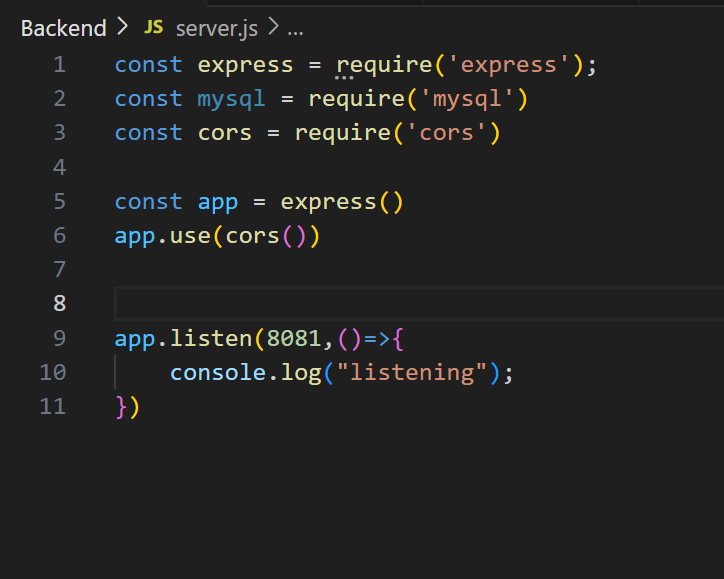 Backend > JS server.js > ...
1 const express = require('express');
2 const mysql = require('mysql')
3 const cors = require('cors')
4
5 const app = express()
6 app.use(cors())
7
8
9 app.listen(8081,()=>{
10     console.log("listening");
11 })